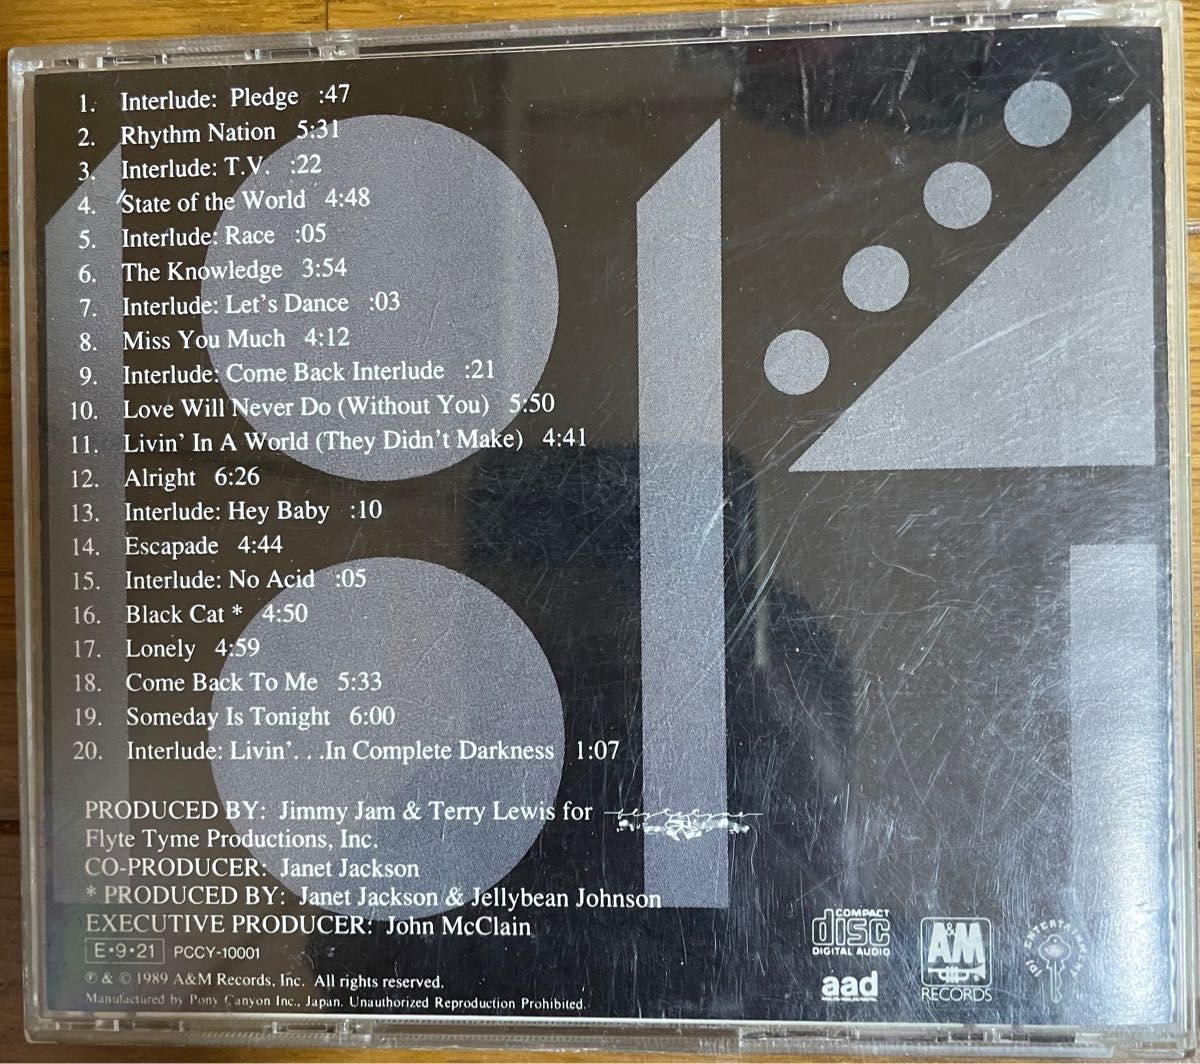 1. Interlude: Pledge :47
2. Rhythm Nation 5:31
3. Interlude: T.V. :22
4. State of the World 4:48
5. Interlude: Race :05
6. The Knowledge 3:54
7. Interlude: Let's Dance :03
8. Miss You Much 4:12
9. Interlude: Come Back Interlude :21
10. Love Will Never Do (Without You) 5:50
11. Livin' In A World (They Didn't Make) 4:41
12. Alright 6:26
13. Interlude: Hey Baby :10
14. Escapade 4:44
15. Interlude: No Acid :05
16. Black Cat * 4:50
17. Lonely 4:59
18. Come Back To Me 5:33
19. Someday Is Tonight 6:00
20. Interlude: Livin'. . .In Complete Darkness 1:07
PRODUCED BY: Jimmy Jam & Terry Lewis for
Flyte Tyme Productions, Inc.
CO-PRODUCER: Janet Jackson
* PRODUCED BY: Janet Jackson & Jellybean Johnson
EXECUTIVE PRODUCER: John McClain
E•9•21 PCCY-10001
℗ & © 1989 A&M Records, Inc. All rights reserved.
Manufactured by Pony Canyon Inc., Japan. Unauthorized Reproduction Prohibited.
COMPACT
disc
DIGITAL AUDIO
aad
A&M
RECORDS
1814